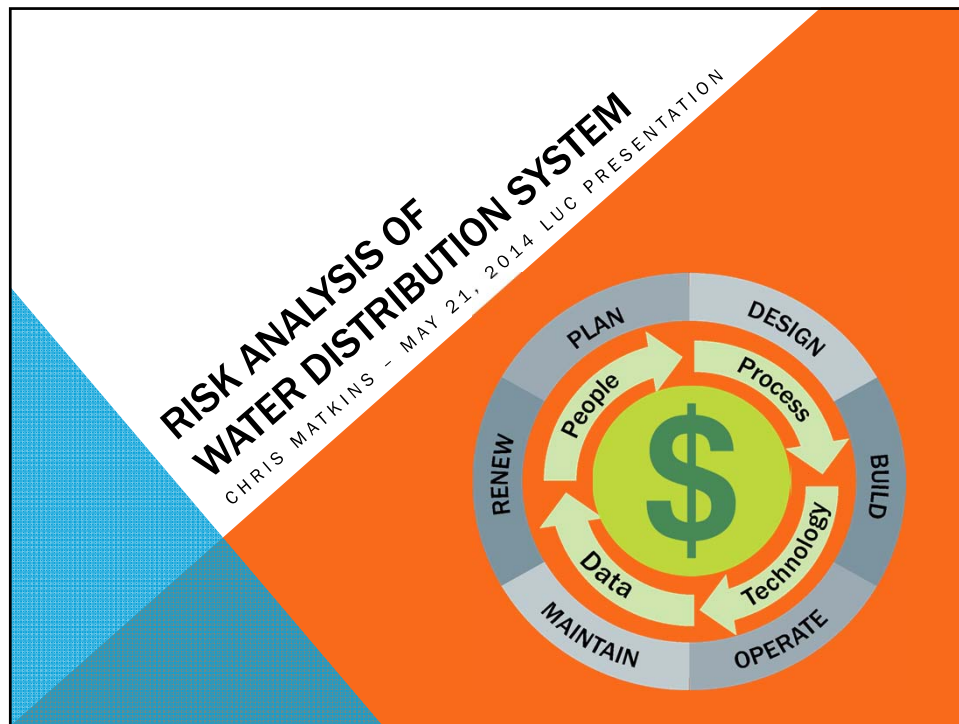 RISK ANALYSIS OF
WATER DISTRIBUTION SYSTEM
CHRIS MATKINS – MAY 21, 2014 LUC PRESENTATION
PLAN
DESIGN
BUILD
OPERATE
MAINTAIN
RENEW
People
Process
Technology
Data
$